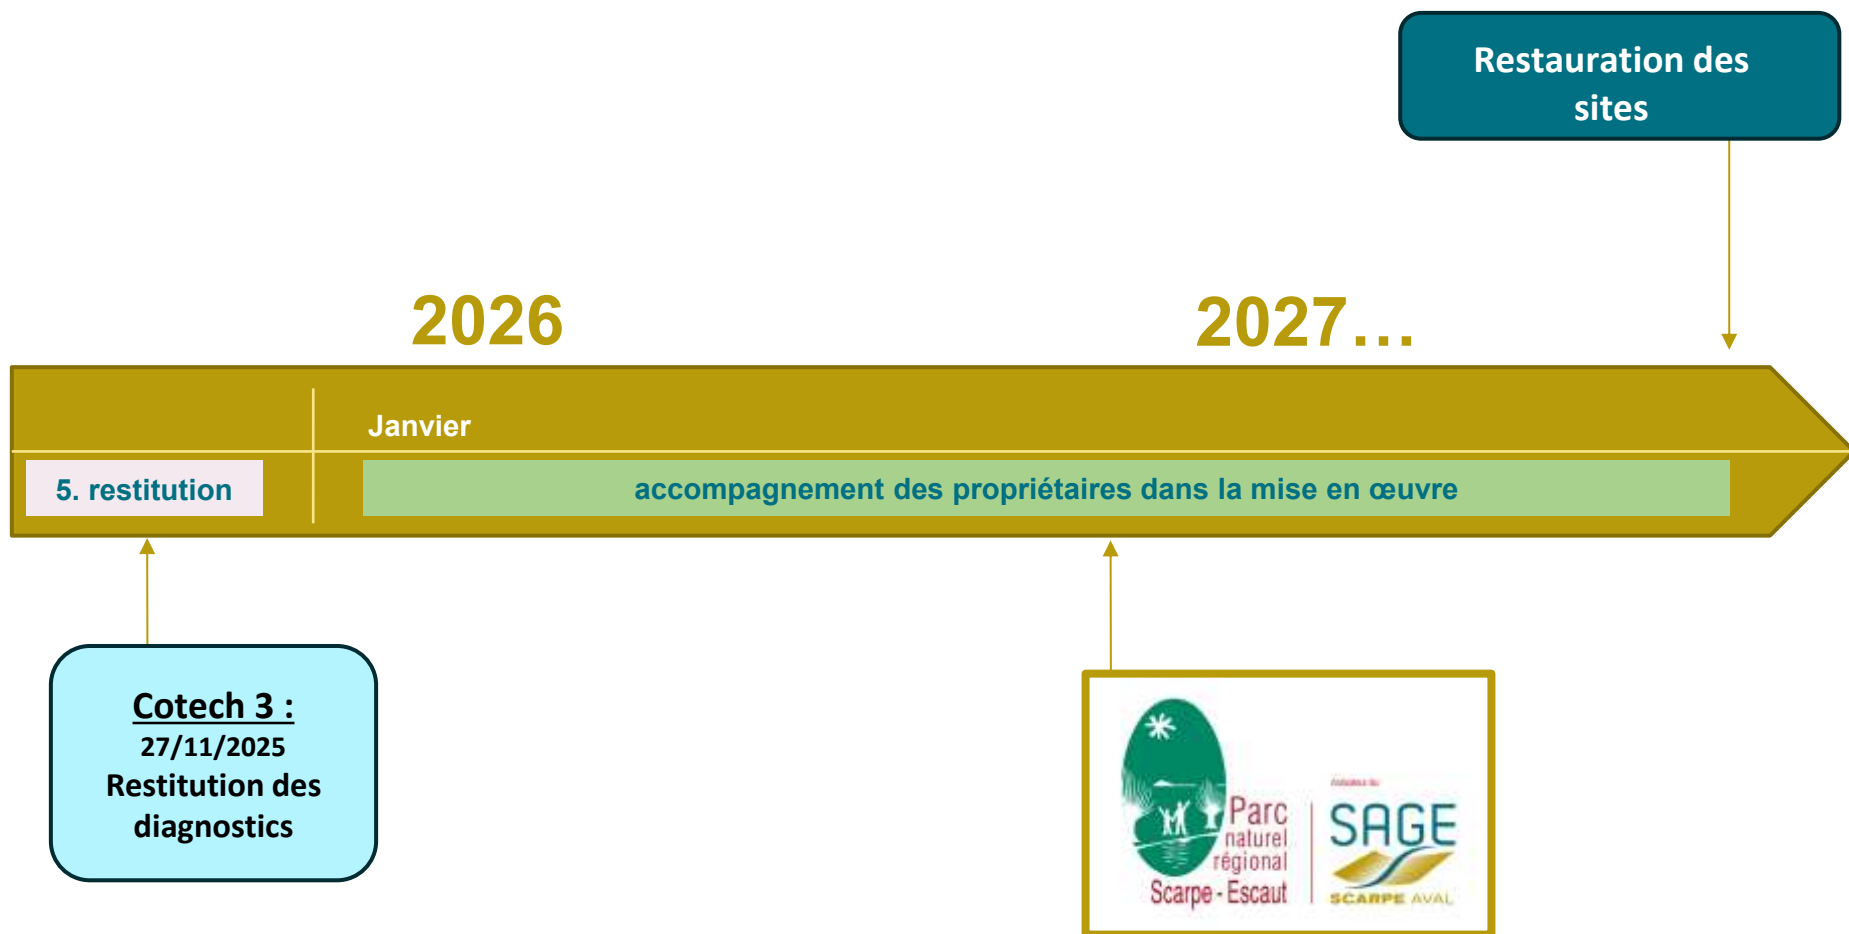 Restauration des
sites
2026
2027...
Janvier
5. restitution
accompagnement des propriétaires dans la mise en œuvre
Cotech 3 :
27/11/2025
Restitution des
diagnostics
Parc
naturel
régional
Scarpe - Escaut
SAGE
SCARPE AVAL